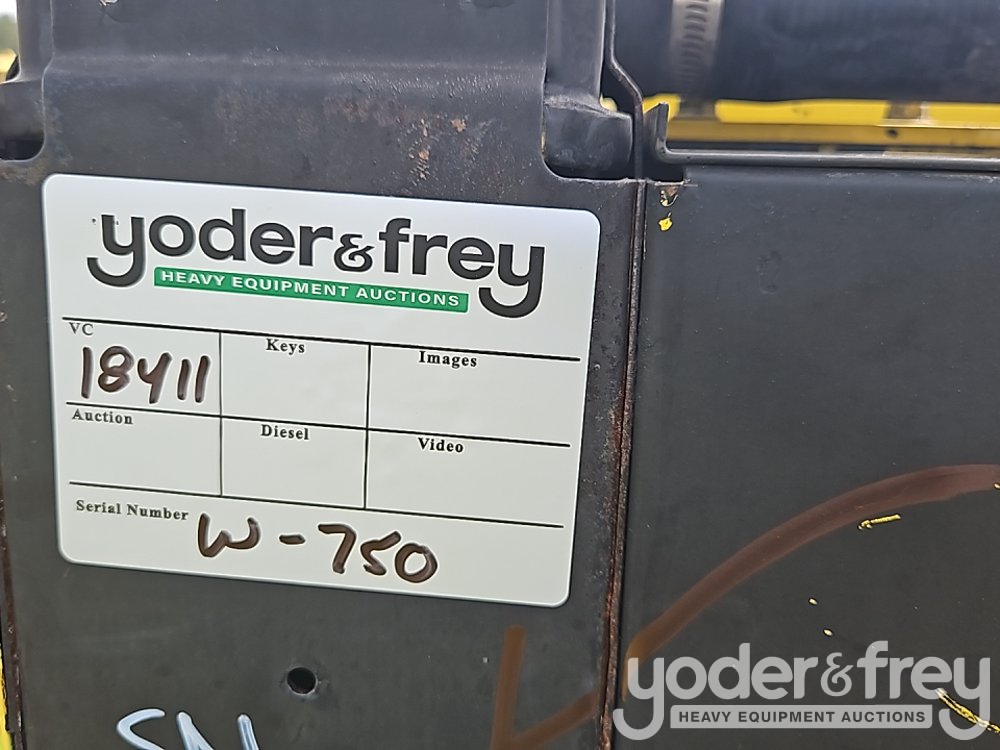 yoder&frey
HEAVY EQUIPMENT AUCTIONS
VC Keys Images
18411
Auction Diesel Video
Serial Number W-750
SN
yoder&frey
HEAVY EQUIPMENT AUCTIONS